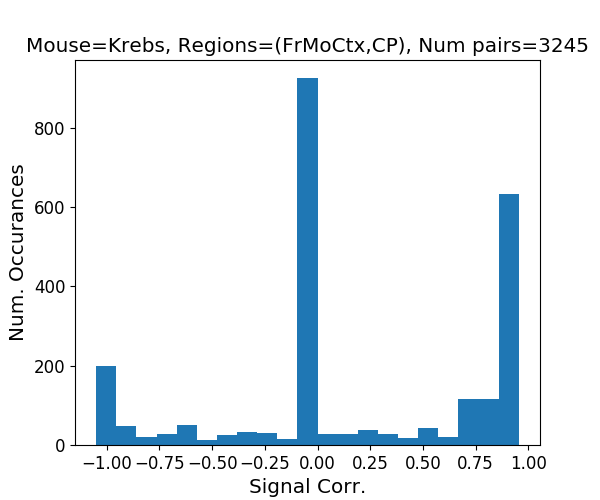 Mouse=Krebs, Regions=(FrMoCtx,CP), Num pairs=3245
Num. Occurances
800
600
400
200
0
−1.00 −0.75 −0.50 −0.25 0.00 0.25 0.50 0.75 1.00
Signal Corr.